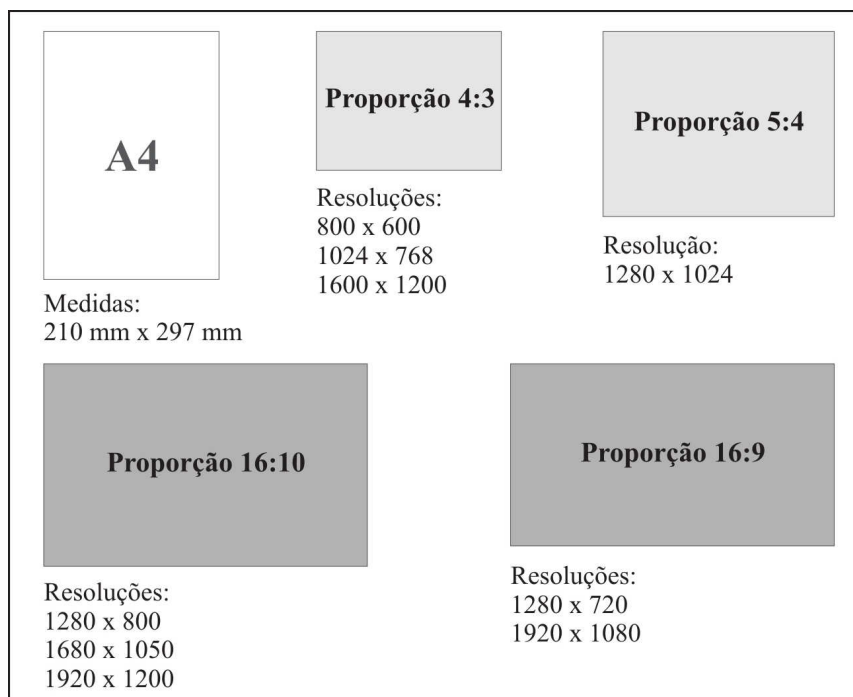 A4
Medidas:
210 mm x 297 mm
Proporção 4:3
Resoluções:
800 x 600
1024 x 768
1600 x 1200
Proporção 5:4
Resolução:
1280 x 1024
Proporção 16:10
Resoluções:
1280 x 800
1680 x 1050
1920 x 1200
Proporção 16:9
Resoluções:
1280 x 720
1920 x 1080